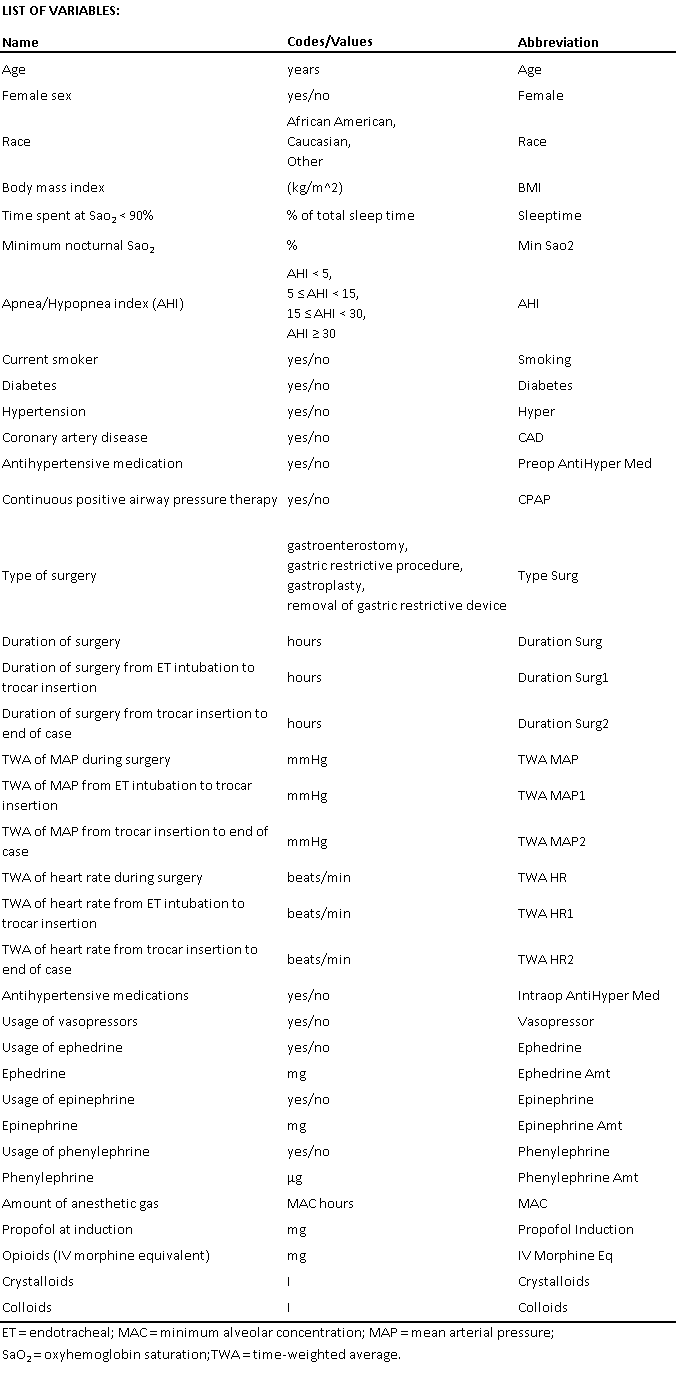 LIST OF VARIABLES:
Name Codes/Values Abbreviation
Age years Age
Female sex yes/no Female
African American,
Race Caucasian, Race
Other
Body mass index (kg/m^2) BMI
Time spent at Sao₂ < 90% % of total sleep time Sleeptime
Minimum nocturnal Sao₂ % Min Sao2
AHI < 5,
5 ≤ AHI < 15,
Apnea/Hypopnea index (AHI) AHI
15 ≤ AHI < 30,
AHI ≥ 30
Current smoker yes/no Smoking
Diabetes yes/no Diabetes
Hypertension yes/no Hyper
Coronary artery disease yes/no CAD
Antihypertensive medication yes/no Preop AntiHyper Med
Continuous positive airway pressure therapy yes/no CPAP
gastroenterostomy,
gastric restrictive procedure,
Type of surgery Type Surg
gastroplasty,
removal of gastric restrictive device
Duration of surgery hours Duration Surg
Duration of surgery from ET intubation to
trocar insertion hours Duration Surg1
Duration of surgery from trocar insertion to
end of case hours Duration Surg2
TWA of MAP during surgery mmHg TWA MAP
TWA of MAP from ET intubation to trocar
insertion mmHg TWA MAP1
TWA of MAP from trocar insertion to end of
case mmHg TWA MAP2
TWA of heart rate during surgery beats/min TWA HR
TWA of heart rate from ET intubation to
trocar insertion beats/min TWA HR1
TWA of heart rate from trocar insertion to
end of case beats/min TWA HR2
Antihypertensive medications yes/no Intraop AntiHyper Med
Usage of vasopressors yes/no Vasopressor
Usage of ephedrine yes/no Ephedrine
Ephedrine mg Ephedrine Amt
Usage of epinephrine yes/no Epinephrine
Epinephrine mg Epinephrine Amt
Usage of phenylephrine yes/no Phenylephrine
Phenylephrine µg Phenylephrine Amt
Amount of anesthetic gas MAC hours MAC
Propofol at induction mg Propofol Induction
Opioids (IV morphine equivalent) mg IV Morphine Eq
Crystalloids l Crystalloids
Colloids l Colloids
ET = endotracheal; MAC = minimum alveolar concentration; MAP = mean arterial pressure;
SaO₂ = oxyhemoglobin saturation;TWA = time-weighted average.